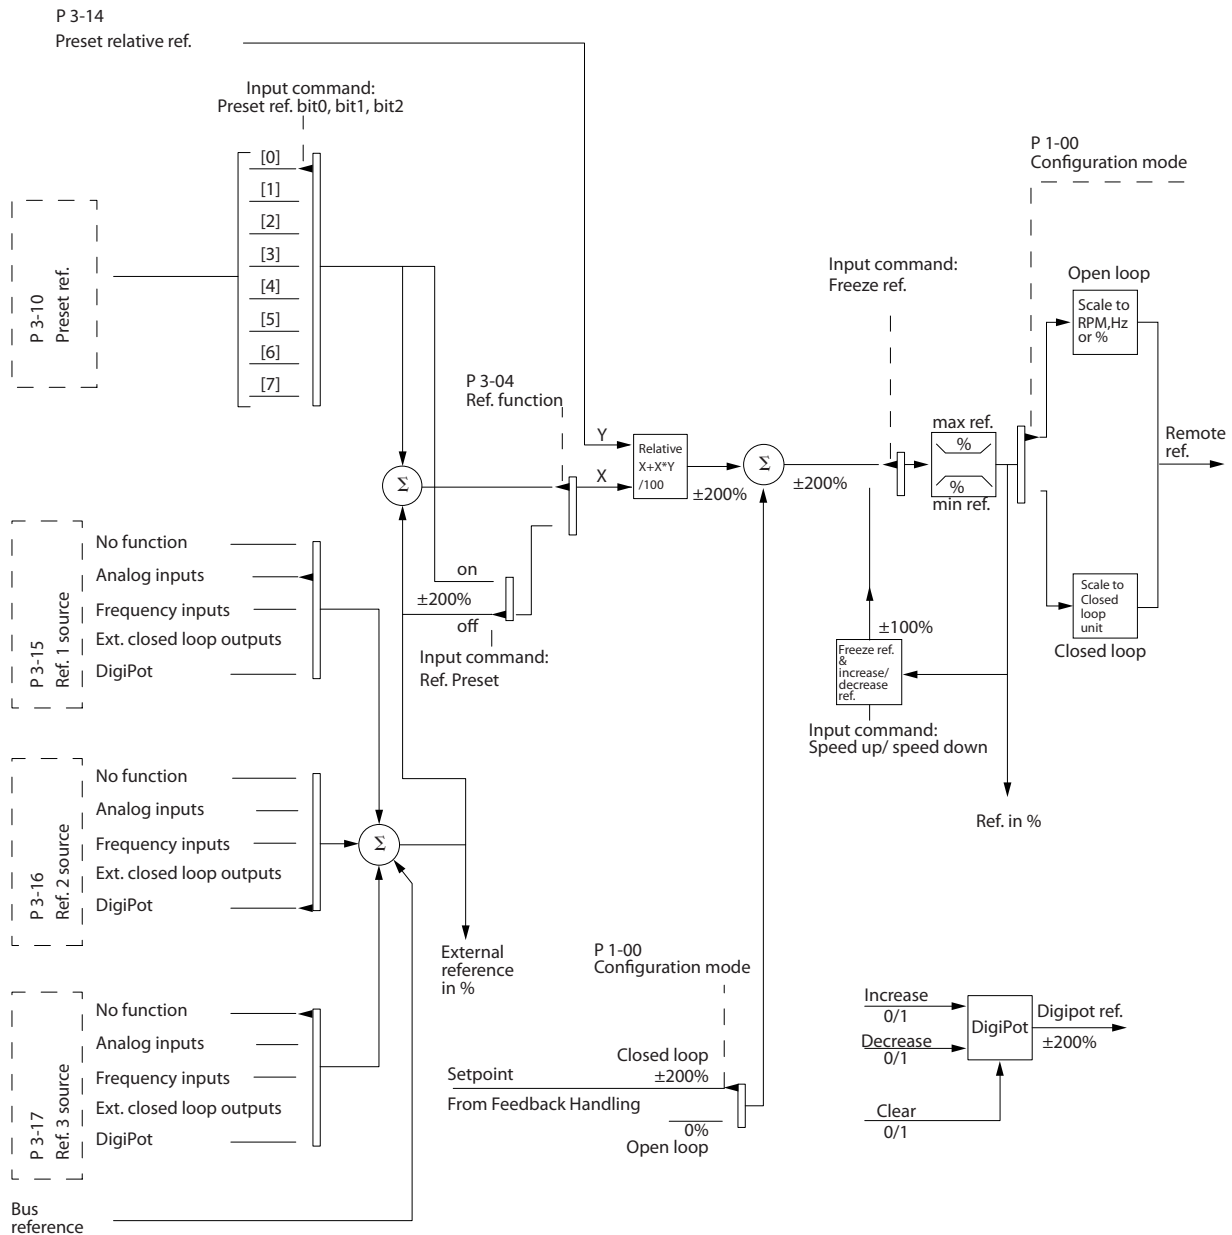 P 3-14
Preset relative ref.
Input command:
Preset ref. bit0, bit1, bit2
[0]
[1]
[2]
[3]
[4]
[5]
[6]
[7]
P 3-10
Preset ref.
P 1-00
Configuration mode
Input command:
Freeze ref.
Open loop
Scale to
RPM,Hz
or %
P 3-04
Ref. function
Y
X
Relative
X+X*Y
/100
±200%
Σ
±200%
max ref.
%
%
min ref.
Remote
ref.
Σ
P 3-15
Ref. 1 source
No function
Analog inputs
Frequency inputs
Ext. closed loop outputs
DigiPot
on
±200%
off
Input command:
Ref. Preset
±100%
Freeze ref.
&
increase/
decrease
ref.
Input command:
Speed up/ speed down
Scale to
Closed
loop
unit
Closed loop
Ref. in %
P 3-16
Ref. 2 source
No function
Analog inputs
Frequency inputs
Ext. closed loop outputs
DigiPot
Σ
External
reference
in %
P 1-00
Configuration mode
Closed loop
±200%
Setpoint
From Feedback Handling
0%
Open loop
Increase
0/1
Decrease
0/1
Clear
0/1
DigiPot
Digipot ref.
±200%
P 3-17
Ref. 3 source
No function
Analog inputs
Frequency inputs
Ext. closed loop outputs
DigiPot
Bus
reference